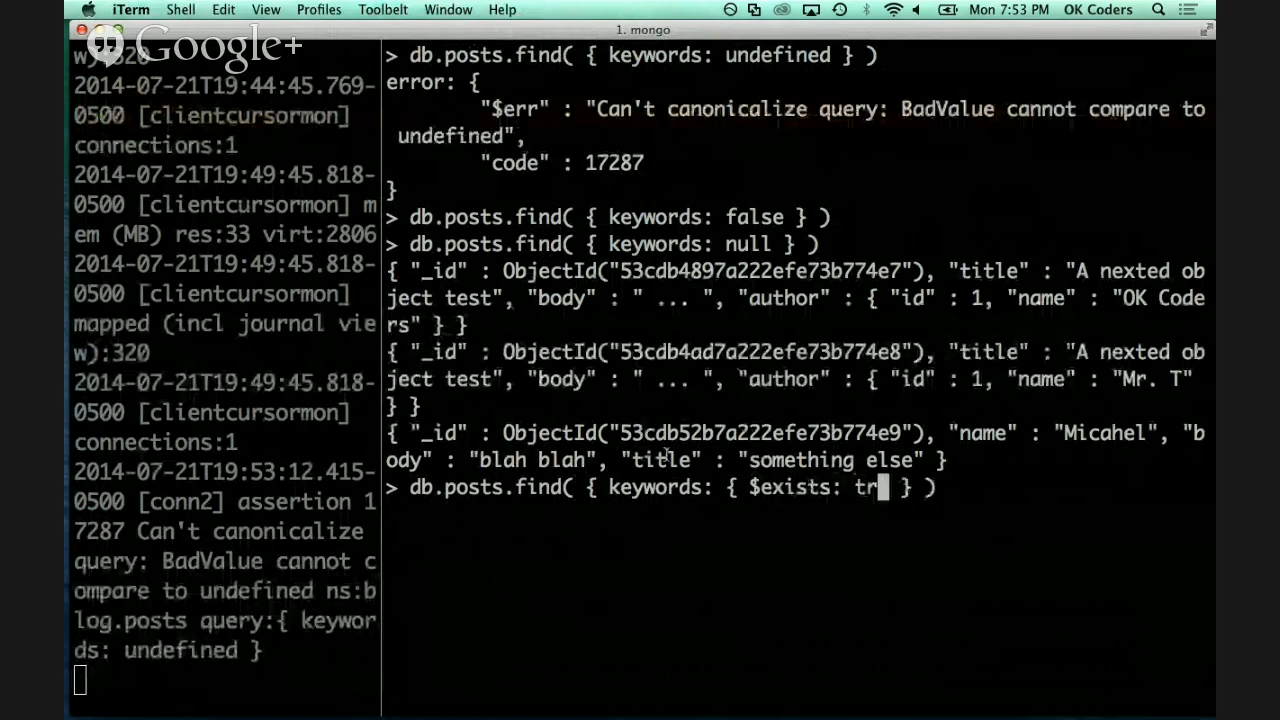 iTerm Shell Edit View Profiles Toolbelt Window Help Mon 7:53 PM OK Coders
1. mongo
Google+
w):320
2014-07-21T19:44:45.769-
0500 [clientcursormon]
connections:1
2014-07-21T19:49:45.818-
0500 [clientcursormon] m
em (MB) res:33 virt:2806
2014-07-21T19:49:45.818-
0500 [clientcursormon]
mapped (incl journal vie
w):320
2014-07-21T19:49:45.818-
0500 [clientcursormon]
connections:1
2014-07-21T19:53:12.415-
0500 [conn2] assertion 1
7287 Can't canonicalize
query: BadValue cannot c
ompare to undefined ns:b
log.posts query:{ keywor
ds: undefined }
> db.posts.find( { keywords: undefined } )
error: {
"$err" : "Can't canonicalize query: BadValue cannot compare to
undefined",
"code" : 17287
}
> db.posts.find( { keywords: false } )
> db.posts.find( { keywords: null } )
{ "_id" : ObjectId("53cdb4897a222efe73b774e7"), "title" : "A nexted ob
ject test", "body" : " ... ", "author" : { "id" : 1, "name" : "OK Code
rs" } }
{ "_id" : ObjectId("53cdb4ad7a222efe73b774e8"), "title" : "A nexted ob
ject test", "body" : " ... ", "author" : { "id" : 1, "name" : "Mr. T"
} }
{ "_id" : ObjectId("53cdb52b7a222efe73b774e9"), "name" : "Micahel", "b
ody" : "blah blah", "title" : "something else" }
> db.posts.find( { keywords: { $exists: tr } )